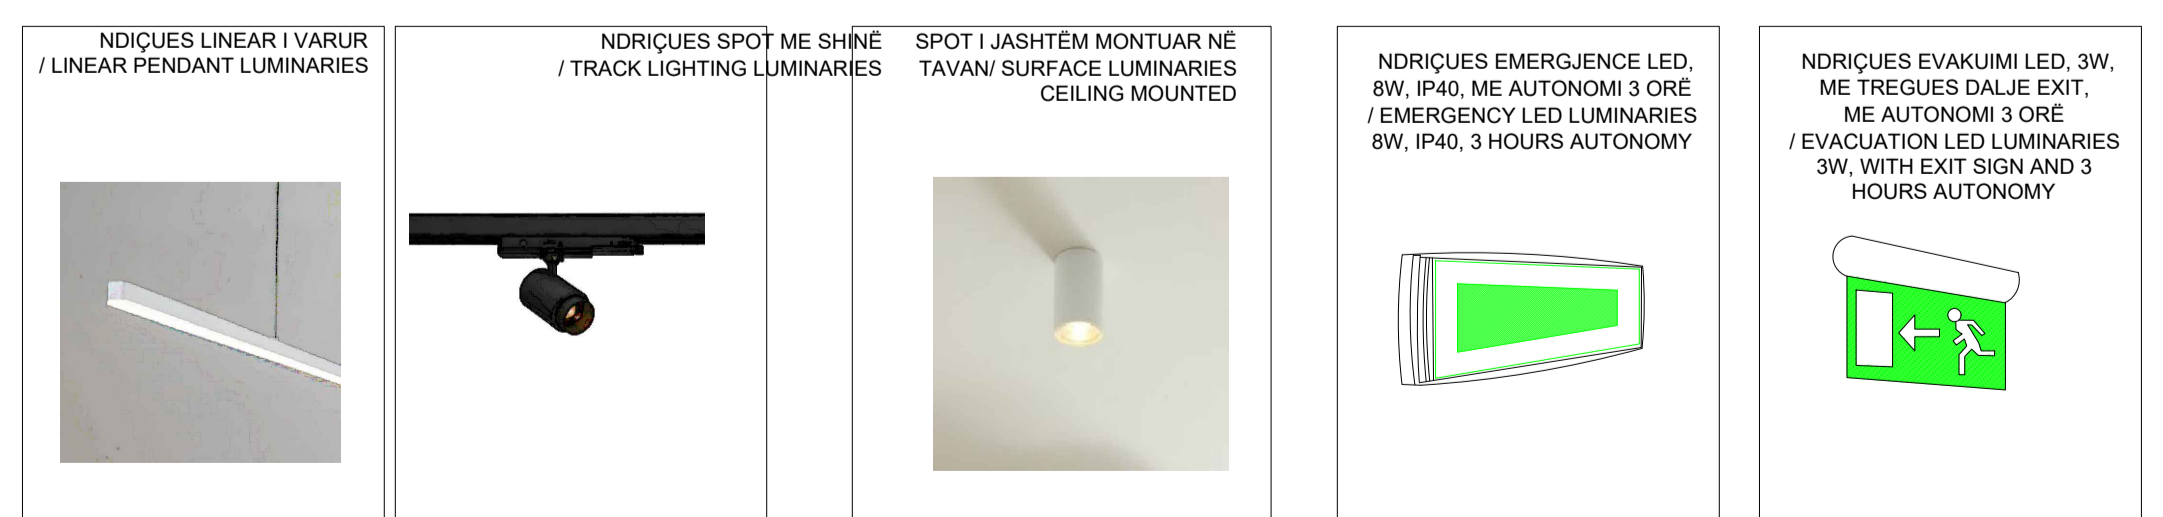 NDIÇUES LINEAR I VARUR
/ LINEAR PENDANT LUMINARIES
NDRIÇUES SPOT ME SHINË
/ TRACK LIGHTING LUMINARIES
SPOT I JASHTËM MONTUAR NË
TAVAN/ SURFACE LUMINARIES
CEILING MOUNTED
NDRIÇUES EMERGJENCE LED,
8W, IP40, ME AUTONOMI 3 ORË
/ EMERGENCY LED LUMINARIES
8W, IP40, 3 HOURS AUTONOMY
NDRIÇUES EVAKUIMI LED, 3W,
ME TREGUES DALJE EXIT,
ME AUTONOMI 3 ORË
/ EVACUATION LED LUMINARIES
3W, WITH EXIT SIGN AND 3
HOURS AUTONOMY